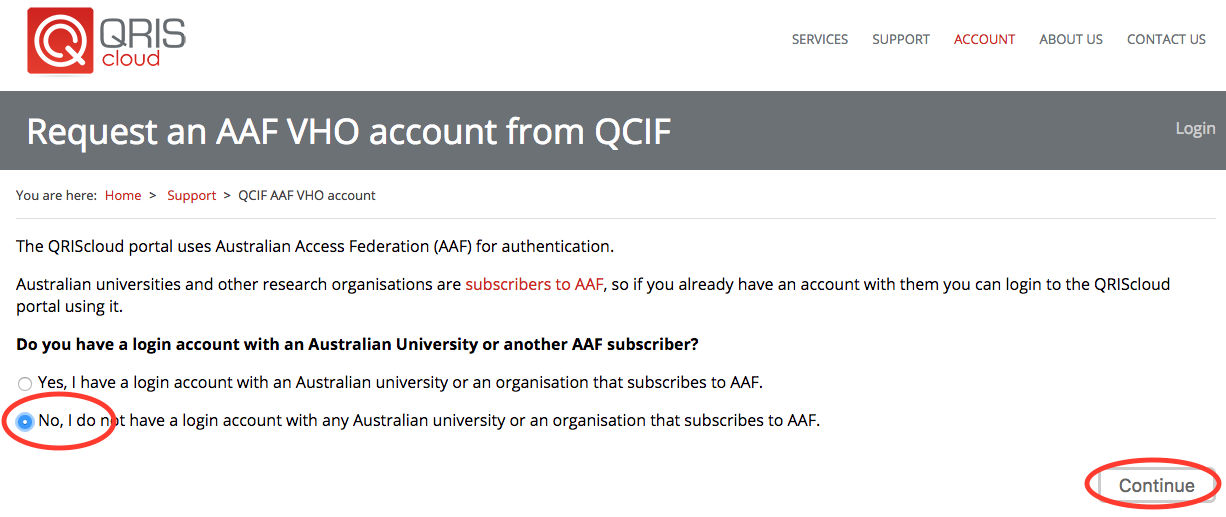 QRIS
cloud
SERVICES SUPPORT ACCOUNT ABOUT US CONTACT US
Request an AAF VHO account from QCIF
Login
You are here: Home > Support > QCIF AAF VHO account
The QRIScloud portal uses Australian Access Federation (AAF) for authentication.
Australian universities and other research organisations are subscribers to AAF, so if you already have an account with them you can login to the QRIScloud
portal using it.
Do you have a login account with an Australian University or another AAF subscriber?
Yes, I have a login account with an Australian university or an organisation that subscribes to AAF.
No, I do not have a login account with any Australian university or an organisation that subscribes to AAF.
Continue